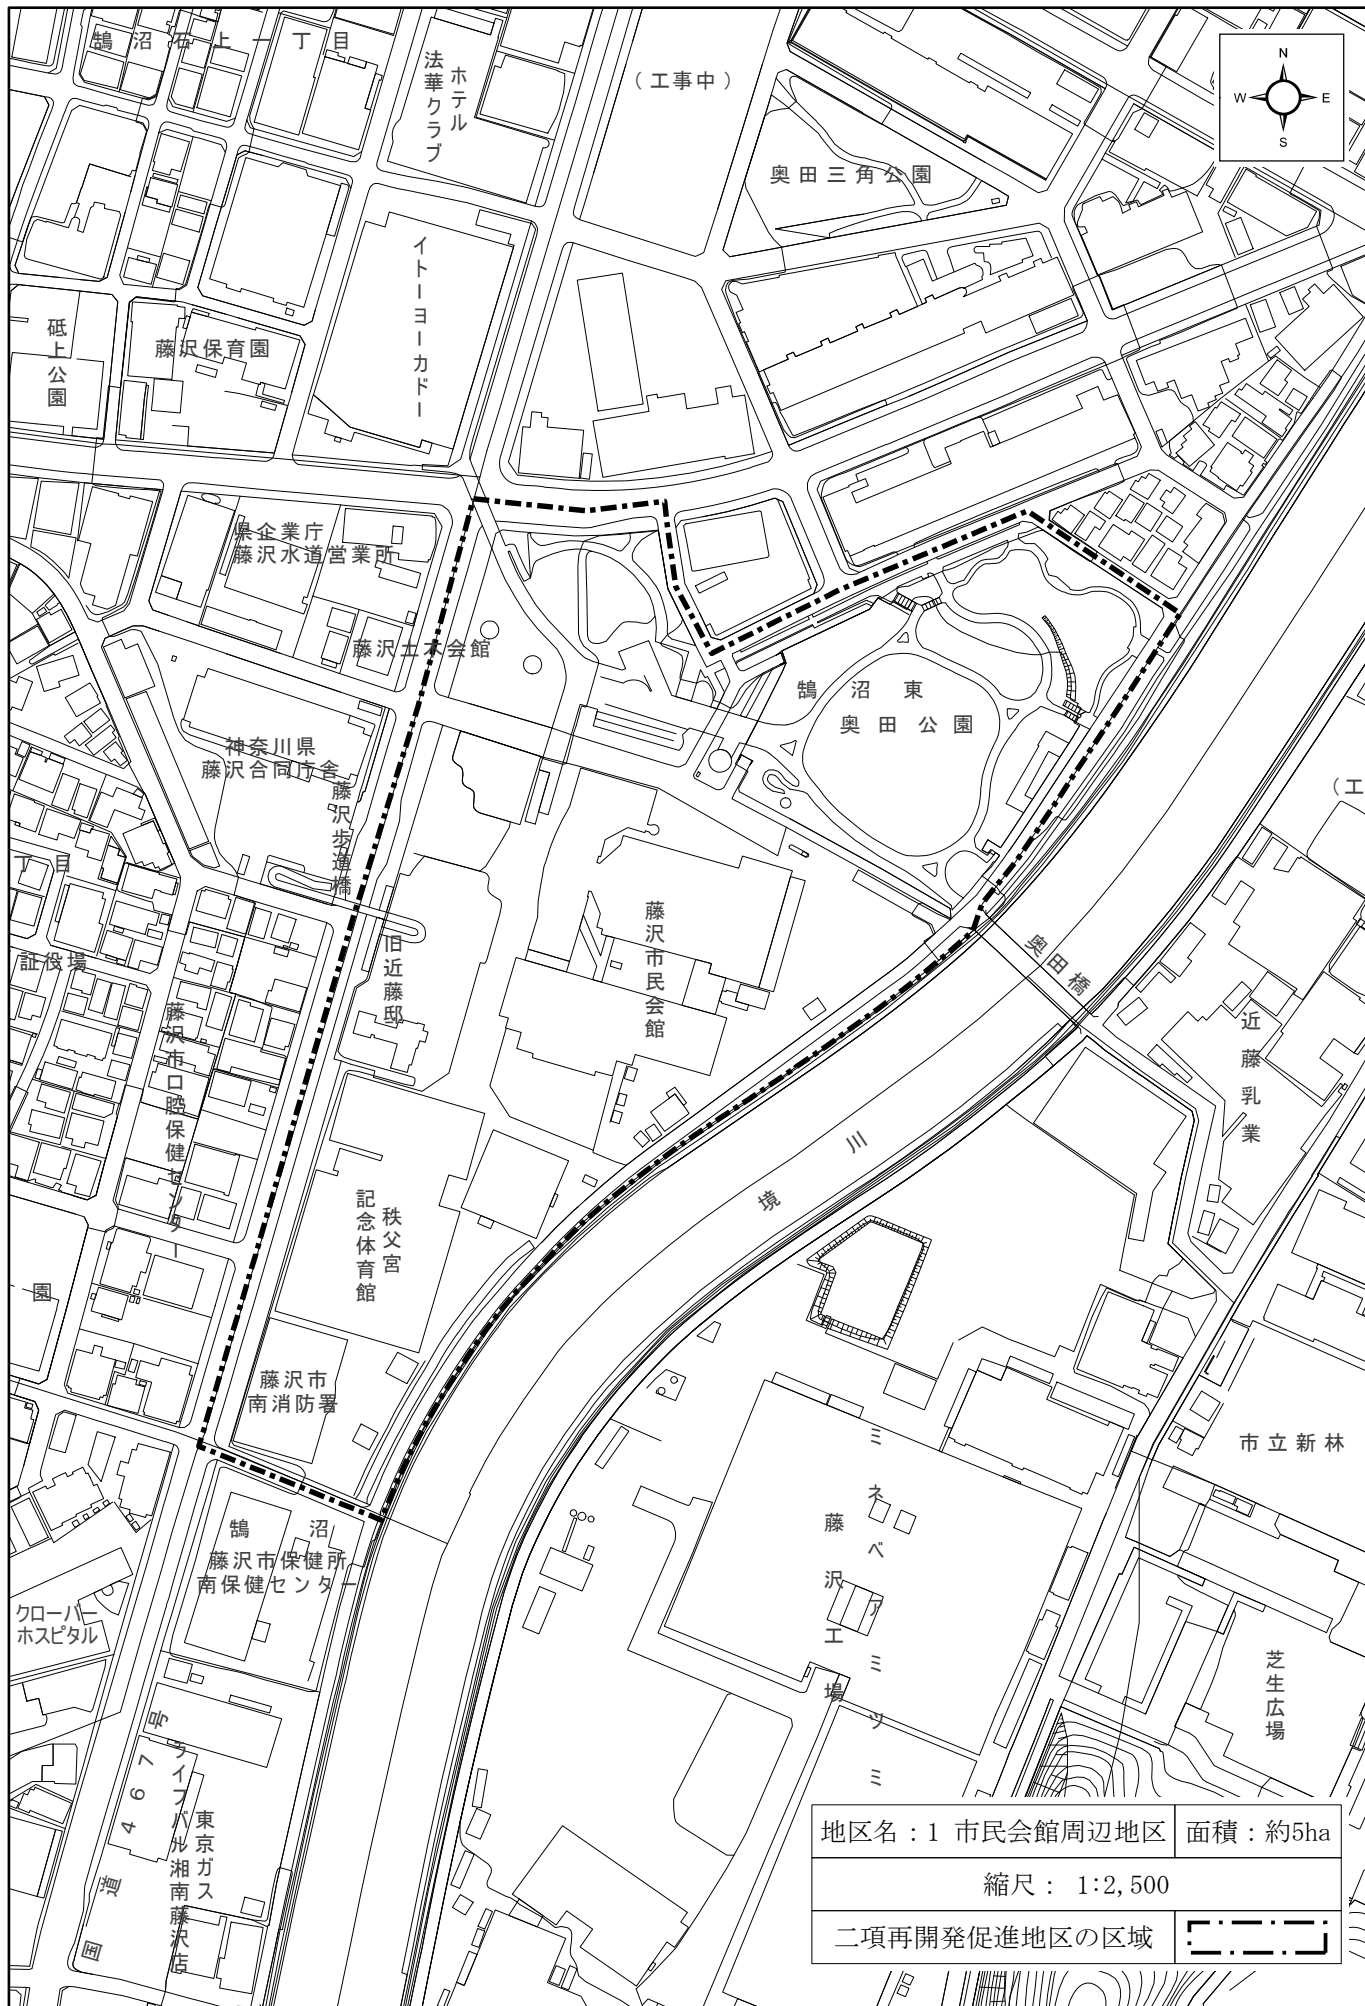 鵠沼石上一丁目
ホテル
法華クラブ
（工事中）
N
W
E
S
奥田三角公園
イトーヨーカドー
砥上公園
藤沢保育園
県企業庁
藤沢水道営業所
藤沢土木会館
鵠沼東
奥田公園
神奈川県
藤沢合同庁舎
藤沢歩道橋
（工
丁目
証役場
旧近藤邸
藤沢市民会館
奥田橋
近藤乳業
藤沢市口腔保健センター
境川
秩父宮
記念体育館
園
藤沢市
南消防署
市立新林
ミネベアミツミ
藤沢工場
鵠沼
藤沢市保健所
南保健センター
クローバー
ホスピタル
芝生広場
国道467号
東京ガス
ライフバル湘南藤沢店
地区名：1 市民会館周辺地区
面積：約5ha
縮尺： 1:2,500
二項再開発促進地区の区域